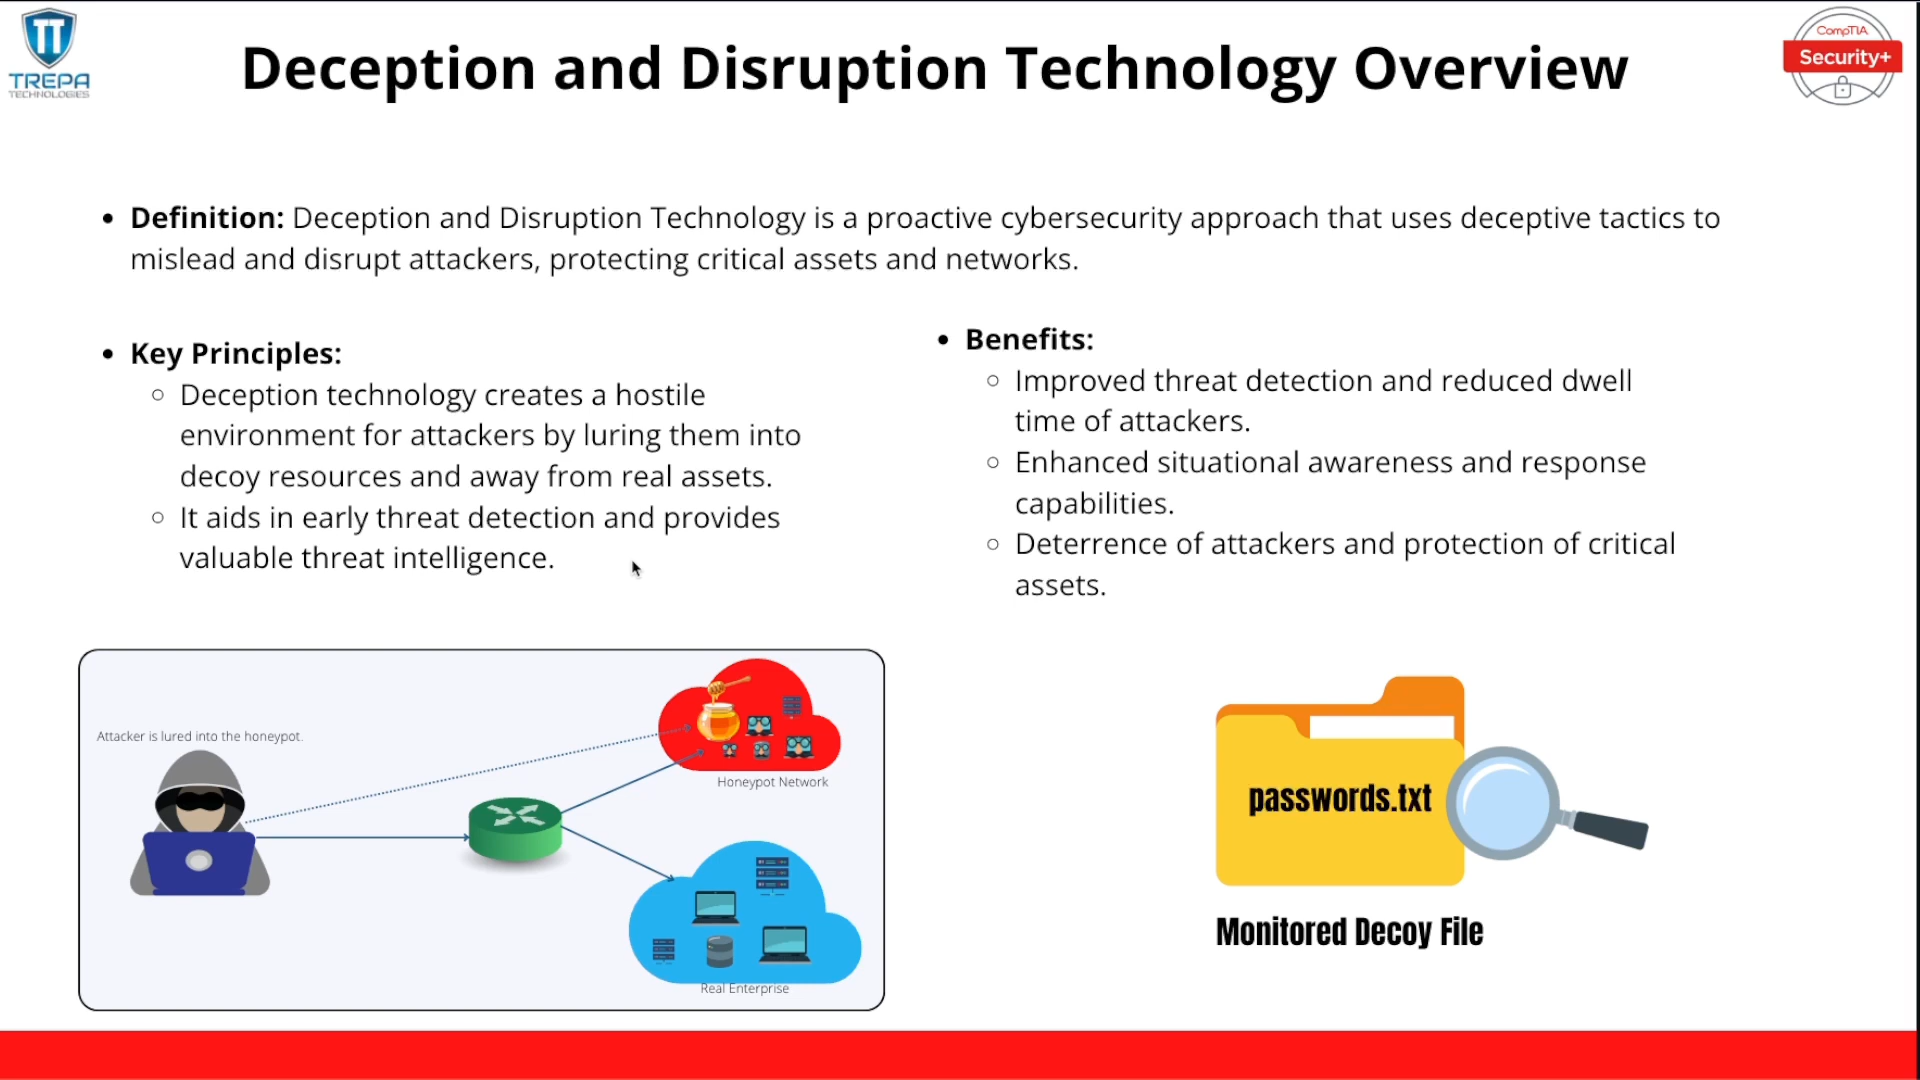 TREPA
TECHNOLOGIES
Deception and Disruption Technology Overview
CompTIA
Security+
Definition: Deception and Disruption Technology is a proactive cybersecurity approach that uses deceptive tactics to
mislead and disrupt attackers, protecting critical assets and networks.
Key Principles:
Deception technology creates a hostile
environment for attackers by luring them into
decoy resources and away from real assets.
It aids in early threat detection and provides
valuable threat intelligence.
Benefits:
Improved threat detection and reduced dwell
time of attackers.
Enhanced situational awareness and response
capabilities.
Deterrence of attackers and protection of critical
assets.
Attacker is lured into the honeypot.
Honeypot Network
Real Enterprise
passwords.txt
Monitored Decoy File